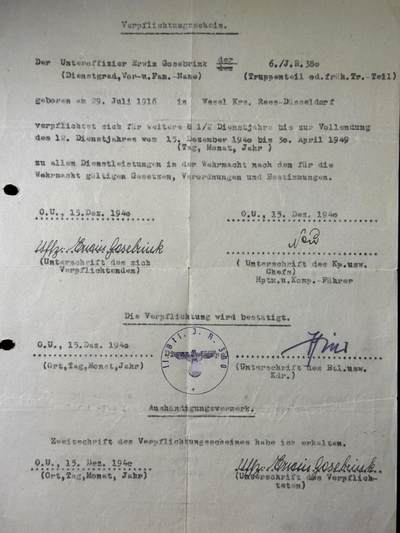 Verpflichtungsschein.
Der Unteroffizier Erwin Gosebrink der 6./J.R.380
(Dienstgrad,Vor-u.Fam.-Name) (Truppenteil od.früh.Tr.-Teil)
geboren am 29. Juli 1916 in Wesel Krs. Rees-Düsseldorf
verpflichtet sich für weitere 8 1/2 Dienstjahre bis zur Vollendung
des 12. Dienstjahres vom 15. Dezember 1940 bis 30. April 1949
(Tag, Monat, Jahr )
zu allen Dienstleistungen in der Wehrmacht nach den für die
Wehrmacht gültigen Gesetzen, Verordnungen und Bestimmungen.
O.U., 15.Dez. 1940 O.U., 15.Dez. 1940
Uffz. Erwin Gosebrink
(Unterschrift des sich ( Unterschrift des Kp.usw.
Verpflichtenden) Chefs)
Hptm.u.Komp.-Führer
Die Verpflichtung wird bestätigt.
O.U., 15.Dez. 1940
(Ort,Tag,Monat,Jahr) (Unterschrift des Btl.usw.
Kdr.)
Aushändigungsvermerk.
Zweitschrift des Verpflichtungsscheines habe ich erhalten.
O.U., 15. Dez. 1940 Uffz. Erwin Gosebrink
(Ort,Tag,Monat, Jahr) (Unterschrift des Verpflich-
teten)